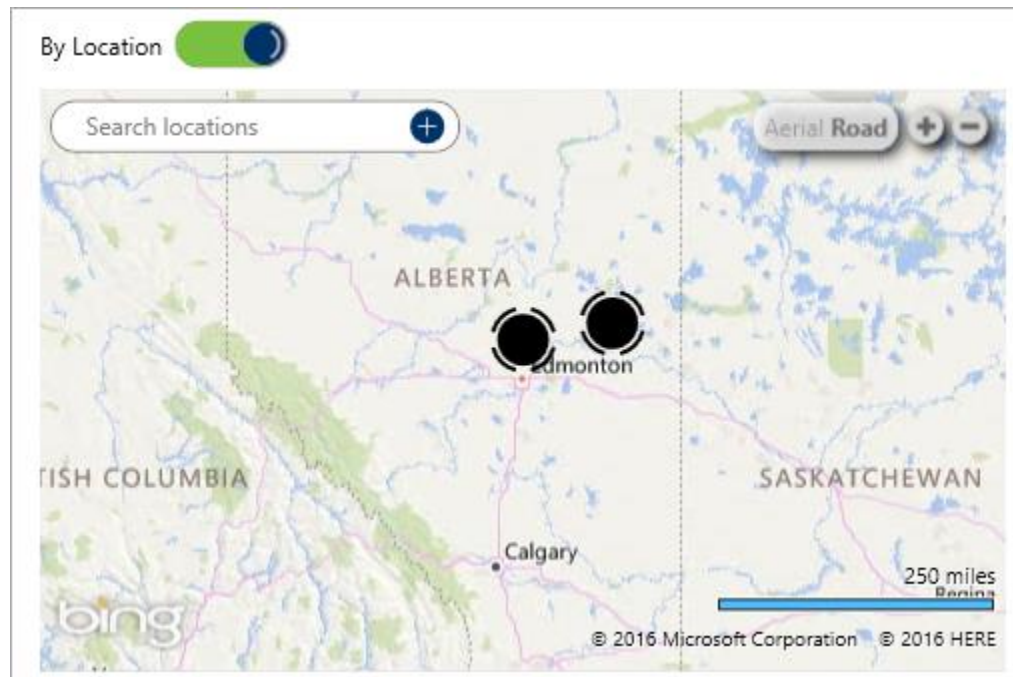 By Location
Search locations
Aerial Road
ALBERTA
Edmonton
TISH COLUMBIA
SASKATCHEWAN
Calgary
250 miles
Regina
bing
© 2016 Microsoft Corporation © 2016 HERE